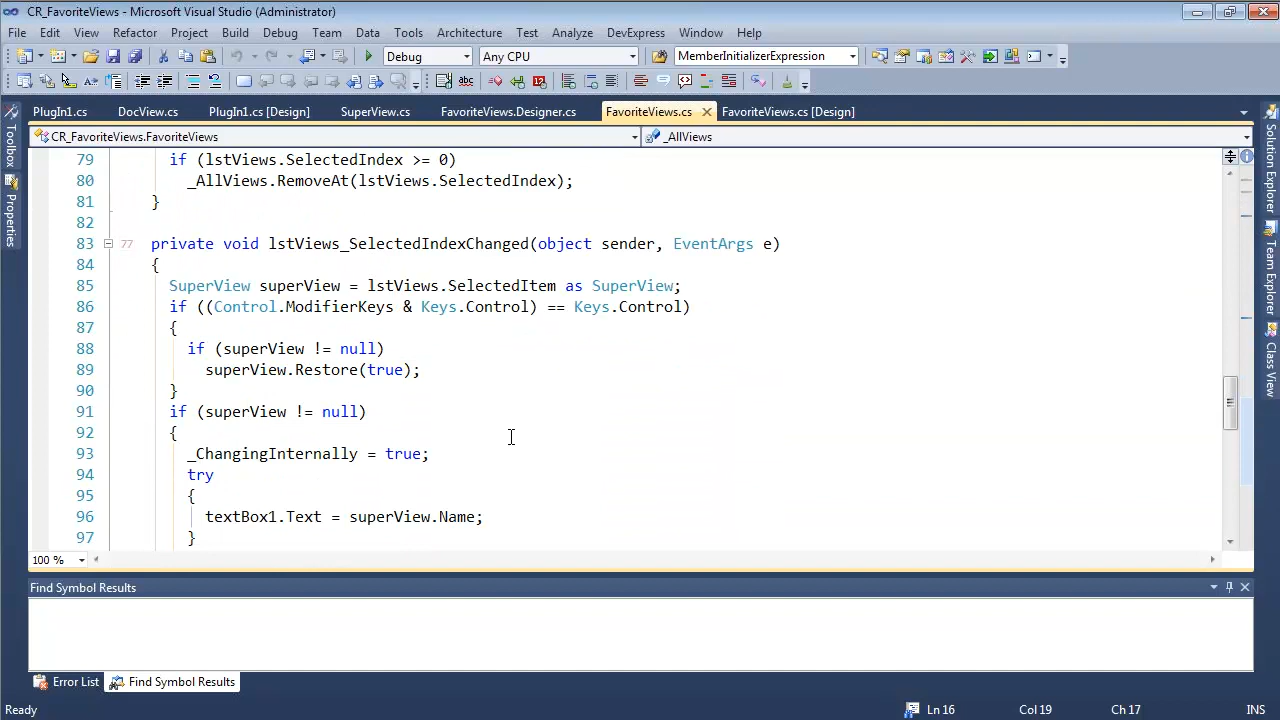 CR_FavoriteViews - Microsoft Visual Studio (Administrator)
File Edit View Refactor Project Build Debug Team Data Tools Architecture Test Analyze DevExpress Window Help
Debug Any CPU MemberInitializerExpression
PlugIn1.cs DocView.cs PlugIn1.cs [Design] SuperView.cs FavoriteViews.Designer.cs FavoriteViews.cs FavoriteViews.cs [Design]
CR_FavoriteViews.FavoriteViews _AllViews
79 if (lstViews.SelectedIndex >= 0)
80 _AllViews.RemoveAt(lstViews.SelectedIndex);
81 }
82
83 77 private void lstViews_SelectedIndexChanged(object sender, EventArgs e)
84 {
85 SuperView superView = lstViews.SelectedItem as SuperView;
86 if ((Control.ModifierKeys & Keys.Control) == Keys.Control)
87 {
88 if (superView != null)
89 superView.Restore(true);
90 }
91 if (superView != null)
92 {
93 _ChangingInternally = true;
94 try
95 {
96 textBox1.Text = superView.Name;
97 }
100 %
Find Symbol Results
Error List Find Symbol Results
Ready Ln 16 Col 19 Ch 17 INS
Toolbox
Properties
Solution Explorer
Team Explorer
Class View